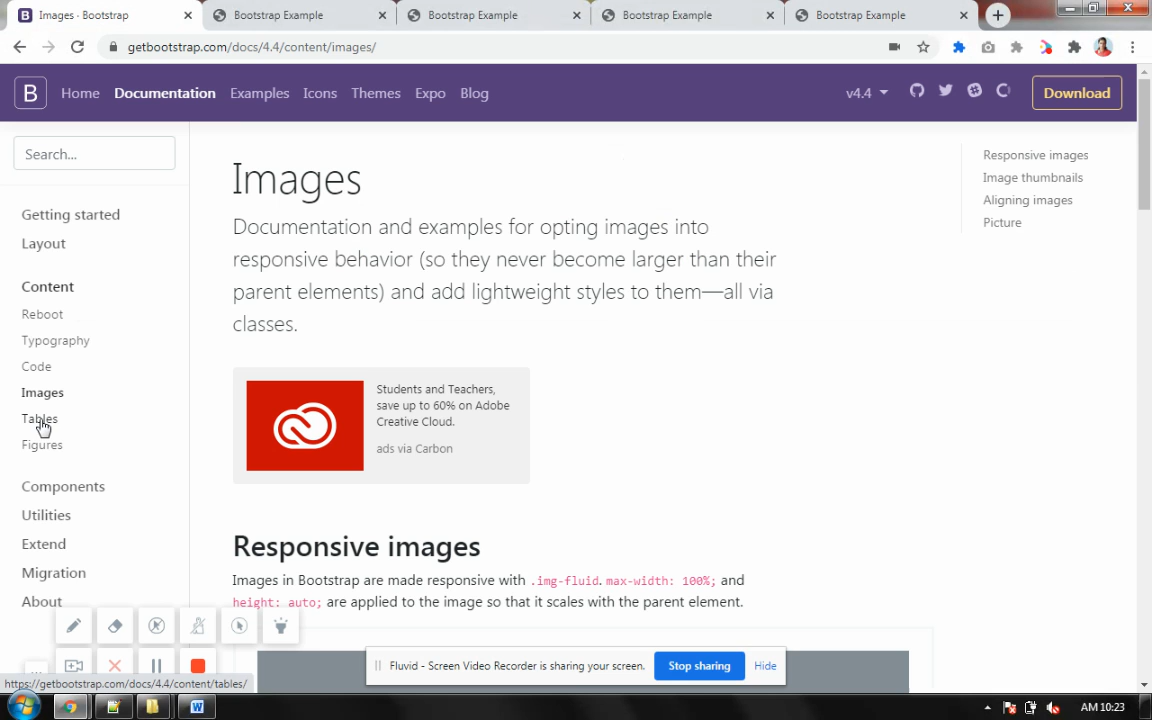 Images · Bootstrap
Bootstrap Example
Bootstrap Example
Bootstrap Example
Bootstrap Example
getbootstrap.com/docs/4.4/content/images/
B
Home
Documentation
Examples
Icons
Themes
Expo
Blog
v4.4
Download
Search...
Getting started
Layout
Content
Reboot
Typography
Code
Images
Tables
Figures
Components
Utilities
Extend
Migration
About
Images
Documentation and examples for opting images into
responsive behavior (so they never become larger than their
parent elements) and add lightweight styles to them—all via
classes.
Students and Teachers,
save up to 60% on Adobe
Creative Cloud.
ads via Carbon
Responsive images
Images in Bootstrap are made responsive with .img-fluid. max-width: 100%; and
height: auto; are applied to the image so that it scales with the parent element.
Responsive images
Image thumbnails
Aligning images
Picture
Fluvid - Screen Video Recorder is sharing your screen.
Stop sharing
Hide
https://getbootstrap.com/docs/4.4/content/tables/
AM 10:23